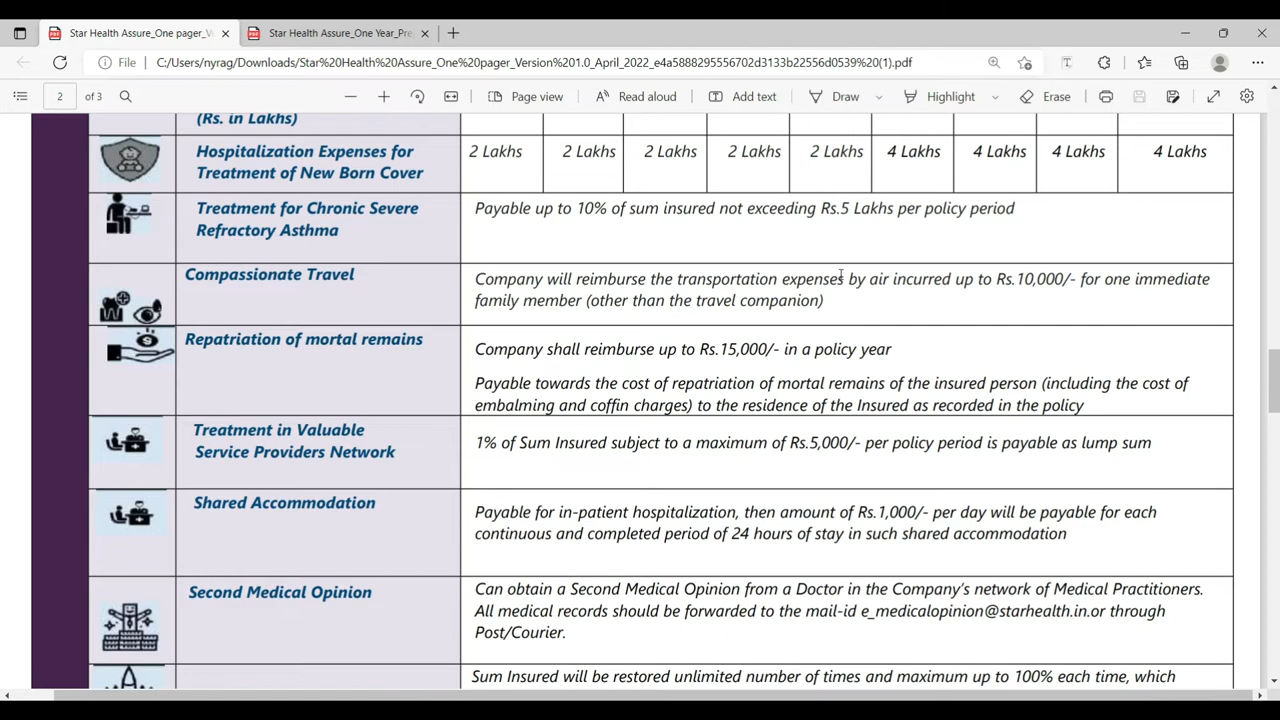 Star Health Assure_One pager_V
Star Health Assure_One Year_Pre
File
C:/Users/nyrag/Downloads/Star%20Health%20Assure_One%20pager_Version%201.0_April_2022_e4a5888295556702d3133b22556d0539%20(1).pdf
2 of 3
Page view
Read aloud
Add text
Draw
Highlight
Erase
(Rs. in Lakhs)
Hospitalization Expenses for
Treatment of New Born Cover
2 Lakhs 2 Lakhs 2 Lakhs 2 Lakhs 2 Lakhs 4 Lakhs 4 Lakhs 4 Lakhs 4 Lakhs
Treatment for Chronic Severe
Refractory Asthma
Payable up to 10% of sum insured not exceeding Rs.5 Lakhs per policy period
Compassionate Travel
Company will reimburse the transportation expenses by air incurred up to Rs.10,000/- for one immediate
family member (other than the travel companion)
Repatriation of mortal remains
Company shall reimburse up to Rs.15,000/- in a policy year
Payable towards the cost of repatriation of mortal remains of the insured person (including the cost of
embalming and coffin charges) to the residence of the Insured as recorded in the policy
Treatment in Valuable
Service Providers Network
1% of Sum Insured subject to a maximum of Rs.5,000/- per policy period is payable as lump sum
Shared Accommodation
Payable for in-patient hospitalization, then amount of Rs.1,000/- per day will be payable for each
continuous and completed period of 24 hours of stay in such shared accommodation
Second Medical Opinion
Can obtain a Second Medical Opinion from a Doctor in the Company's network of Medical Practitioners.
All medical records should be forwarded to the mail-id e_medicalopinion@starhealth.in.or through
Post/Courier.
Sum Insured will be restored unlimited number of times and maximum up to 100% each time, which